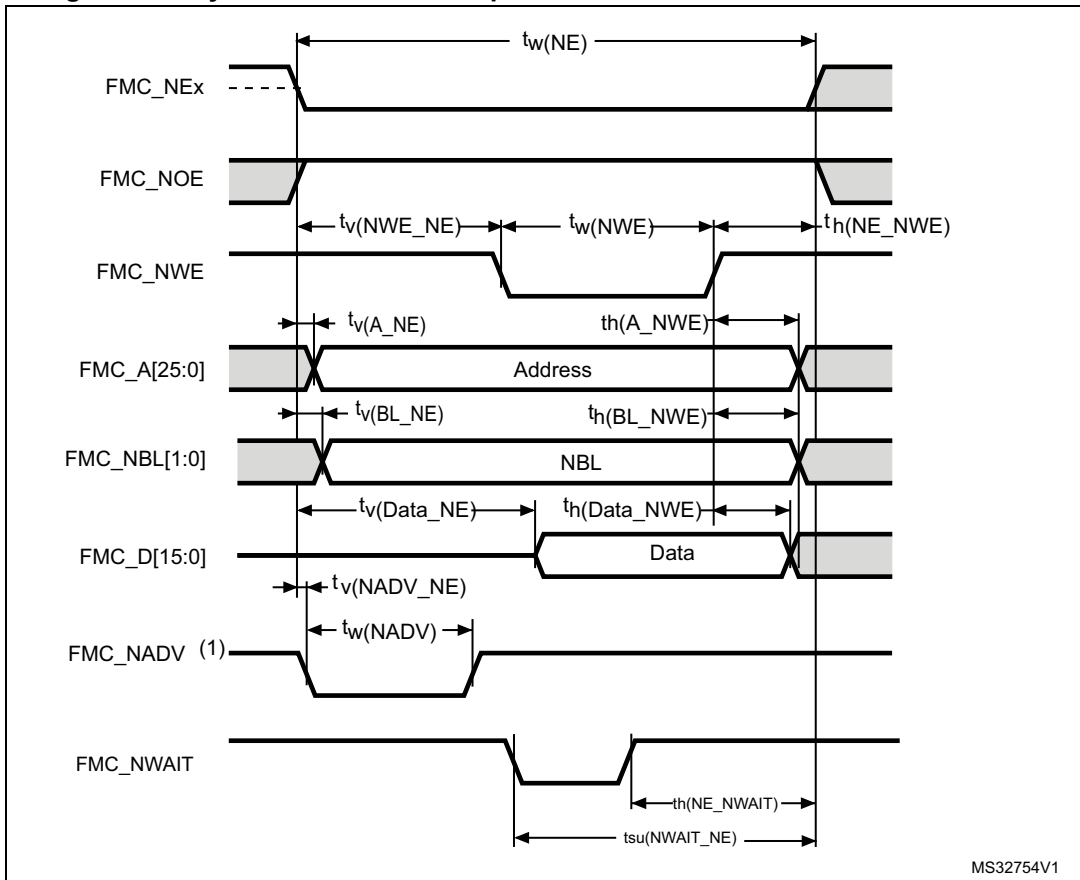 tw(NE)
FMC_NEx
FMC_NOE
tv(NWE_NE) tw(NWE) th(NE_NWE)
FMC_NWE
tv(A_NE) th(A_NWE)
FMC_A[25:0] Address
tv(BL_NE) th(BL_NWE)
FMC_NBL[1:0] NBL
tv(Data_NE) th(Data_NWE)
FMC_D[15:0] Data
tv(NADV_NE)
tw(NADV)
FMC_NADV (1)
FMC_NWAIT
th(NE_NWAIT)
tsu(NWAIT_NE)
MS32754V1